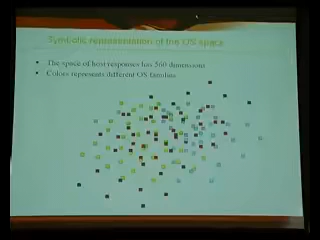 Symbolic representation of the OS space
The space of host responses has 560 dimensions
Colors represents different OS families